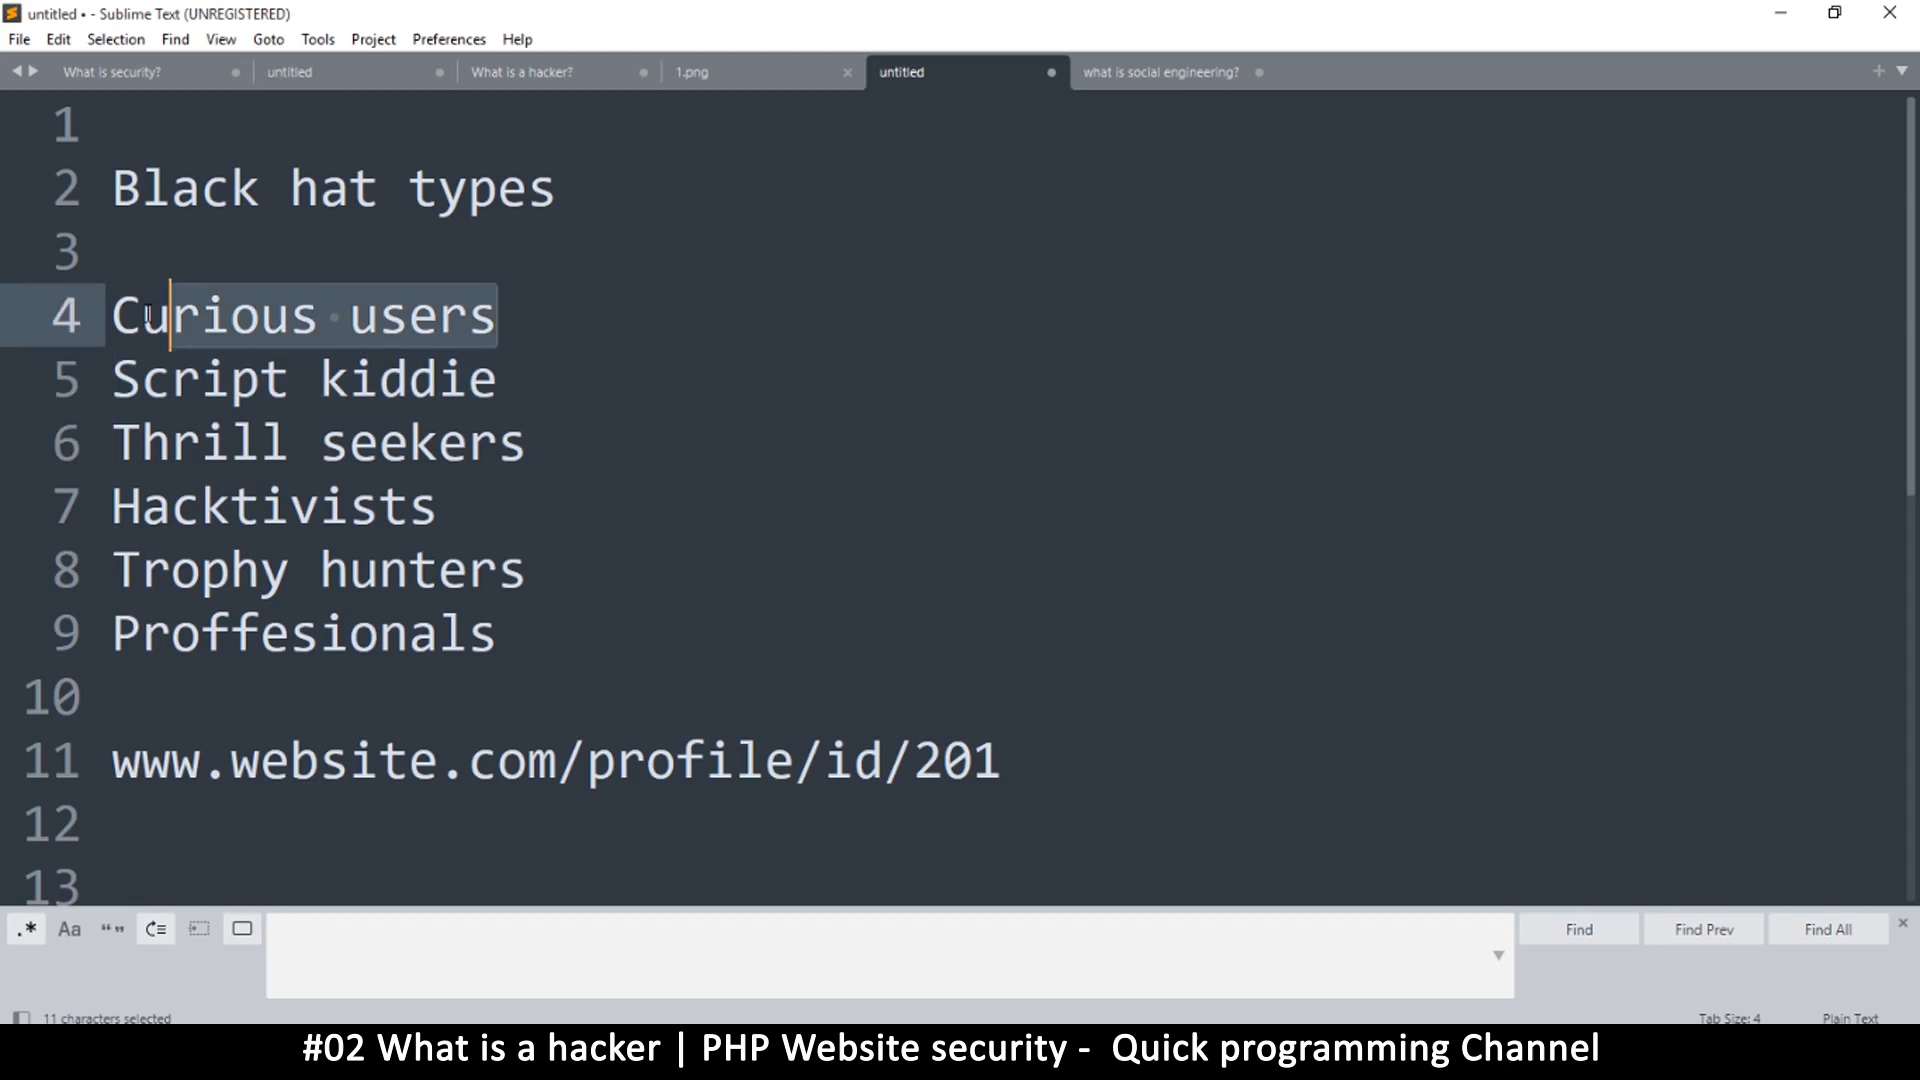 untitled • - Sublime Text (UNREGISTERED)
File Edit Selection Find View Goto Tools Project Preferences Help
What is security? untitled What is a hacker? 1.png untitled what is social engineering?
1
2 Black hat types
3
4 Curious users
5 Script kiddie
6 Thrill seekers
7 Hacktivists
8 Trophy hunters
9 Proffesionals
10
11 www.website.com/profile/id/201
12
13
.* Aa “” Find Find Prev Find All
11 characters selected Tab Size: 4 Plain Text
#02 What is a hacker | PHP Website security - Quick programming Channel